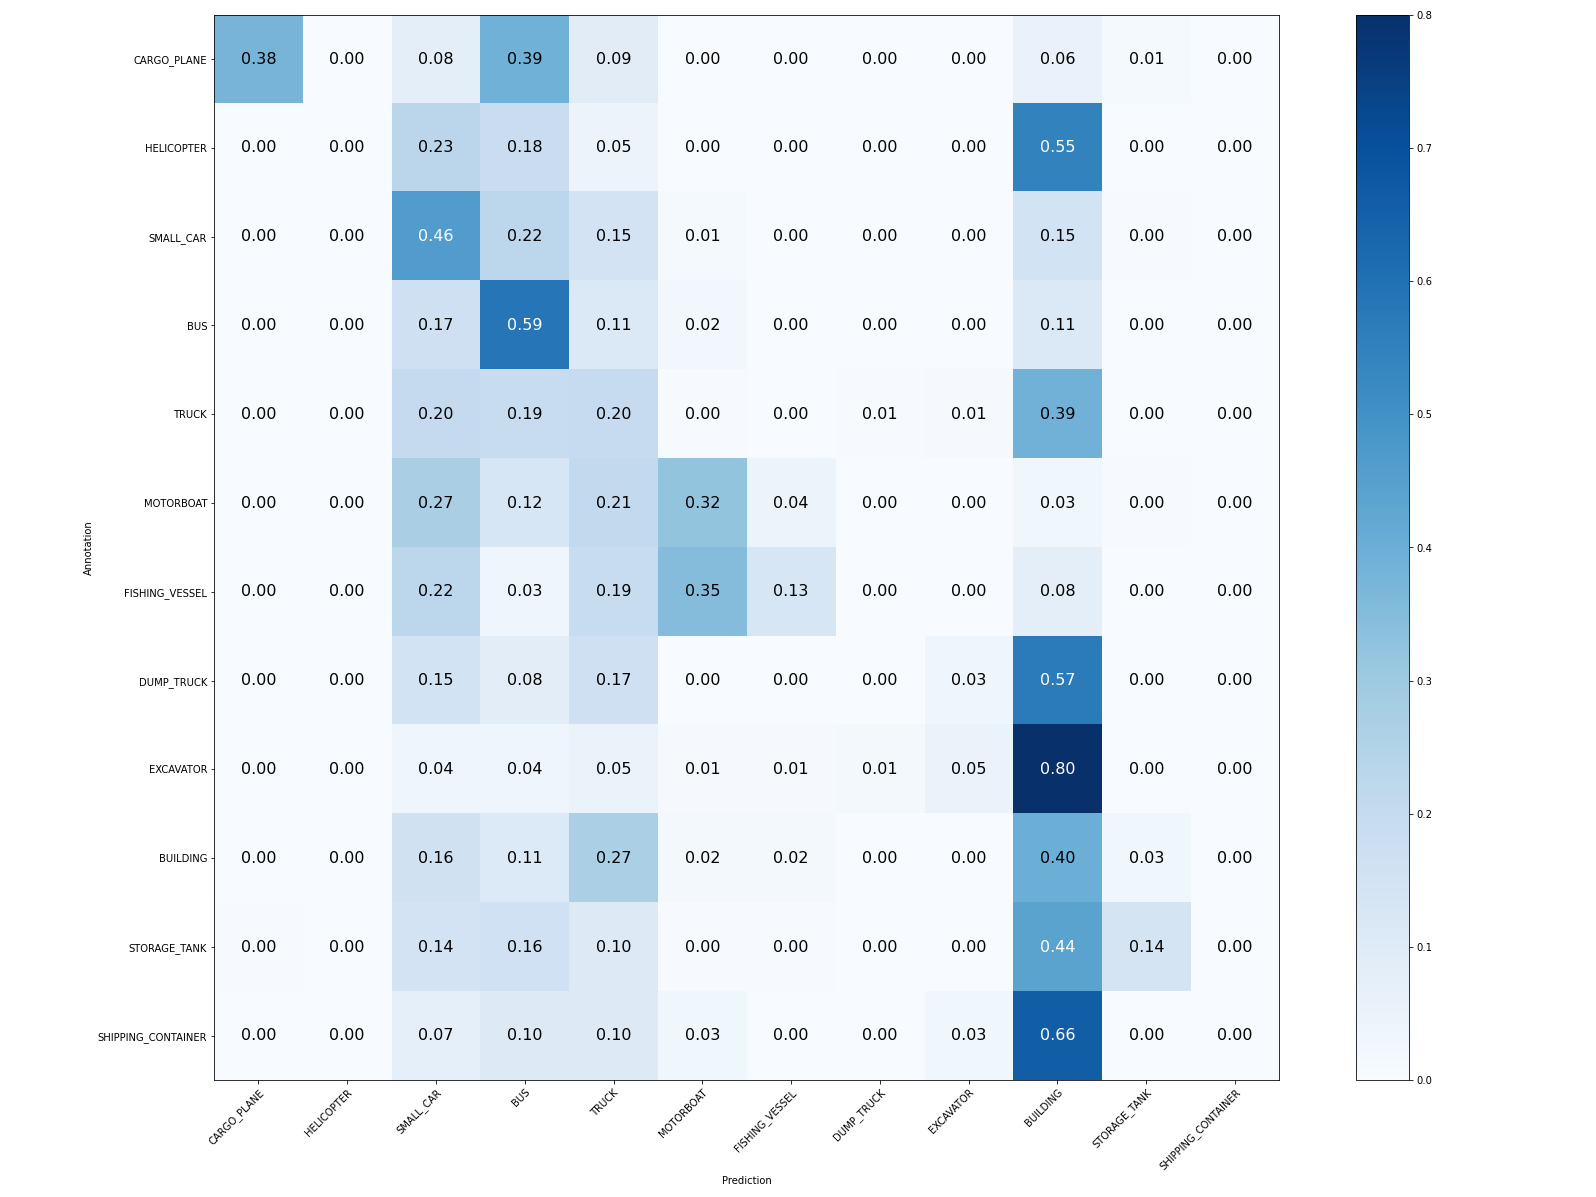 CARGO_PLANE 0.38 0.00 0.08 0.39 0.09 0.00 0.00 0.00 0.00 0.06 0.01 0.00
HELICOPTER 0.00 0.00 0.23 0.18 0.05 0.00 0.00 0.00 0.00 0.55 0.00 0.00
SMALL_CAR 0.00 0.00 0.46 0.22 0.15 0.01 0.00 0.00 0.00 0.15 0.00 0.00
BUS 0.00 0.00 0.17 0.59 0.11 0.02 0.00 0.00 0.00 0.11 0.00 0.00
TRUCK 0.00 0.00 0.20 0.19 0.20 0.00 0.00 0.01 0.01 0.39 0.00 0.00
MOTORBOAT 0.00 0.00 0.27 0.12 0.21 0.32 0.04 0.00 0.00 0.03 0.00 0.00
FISHING_VESSEL 0.00 0.00 0.22 0.03 0.19 0.35 0.13 0.00 0.00 0.08 0.00 0.00
DUMP_TRUCK 0.00 0.00 0.15 0.08 0.17 0.00 0.00 0.00 0.03 0.57 0.00 0.00
EXCAVATOR 0.00 0.00 0.04 0.04 0.05 0.01 0.01 0.01 0.05 0.80 0.00 0.00
BUILDING 0.00 0.00 0.16 0.11 0.27 0.02 0.02 0.00 0.00 0.40 0.03 0.00
STORAGE_TANK 0.00 0.00 0.14 0.16 0.10 0.00 0.00 0.00 0.00 0.44 0.14 0.00
SHIPPING_CONTAINER 0.00 0.00 0.07 0.10 0.10 0.03 0.00 0.00 0.03 0.66 0.00 0.00
Annotation
CARGO_PLANE HELICOPTER SMALL_CAR BUS TRUCK MOTORBOAT FISHING_VESSEL DUMP_TRUCK EXCAVATOR BUILDING STORAGE_TANK SHIPPING_CONTAINER
Prediction
0.8
0.7
0.6
0.5
0.4
0.3
0.2
0.1
0.0